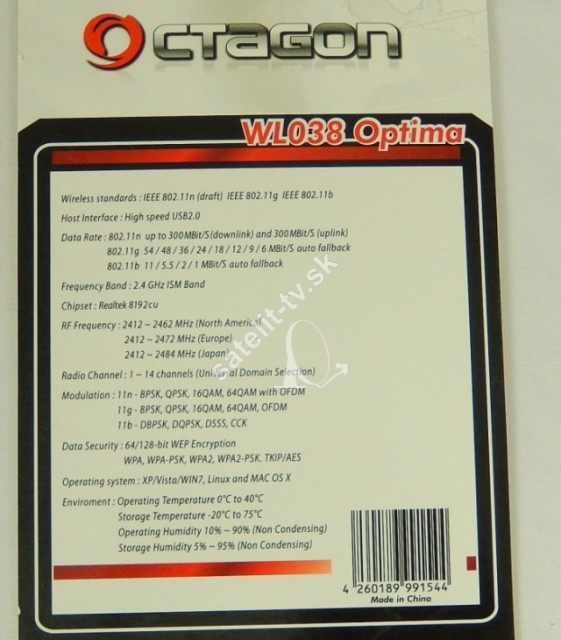 OCTAGON
WL038 Optima
Wireless standards : IEEE 802.11n (draft) IEEE 802.11g IEEE 802.11b
Host Interface : High speed USB2.0
Data Rate : 802.11n up to 300MBit/S(downlink) and 300MBit/S (uplink)
802.11g 54 / 48 / 36 / 24 / 18 / 12 / 9 / 6 MBit/s auto fallback
802.11b 11 / 5.5 / 2 / 1 MBit/S auto fallback
Frequency Band : 2.4 GHz ISM Band
Chipset : Realtek 8192cu
RF Frequency : 2412 ~ 2462 MHz (North America)
2412 ~ 2472 MHz (Europe)
2412 ~ 2484 MHz (Japan)
Radio Channel : 1 ~ 14 channels (Universal Domain Selection)
Modulation : 11n - BPSK, QPSK, 16QAM, 64QAM with OFDM
11g - BPSK, QPSK, 16QAM, 64QAM, OFDM
11b - DBPSK, DQPSK, DSSS, CCK
Data Security : 64/128-bit WEP Encryption
WPA, WPA-PSK, WPA2, WPA2-PSK. TKIP/AES
Operating system : XP/Vista/WIN7, Linux and MAC OS X
Enviroment : Operating Temperature 0°C to 40°C
Storage Temperature -20°C to 75°C
Operating Humidity 10% ~ 90% (Non Condensing)
Storage Humidity 5% ~ 95% (Non Condensing)
4 260189 991544
Made in China
satelit-tv.sk